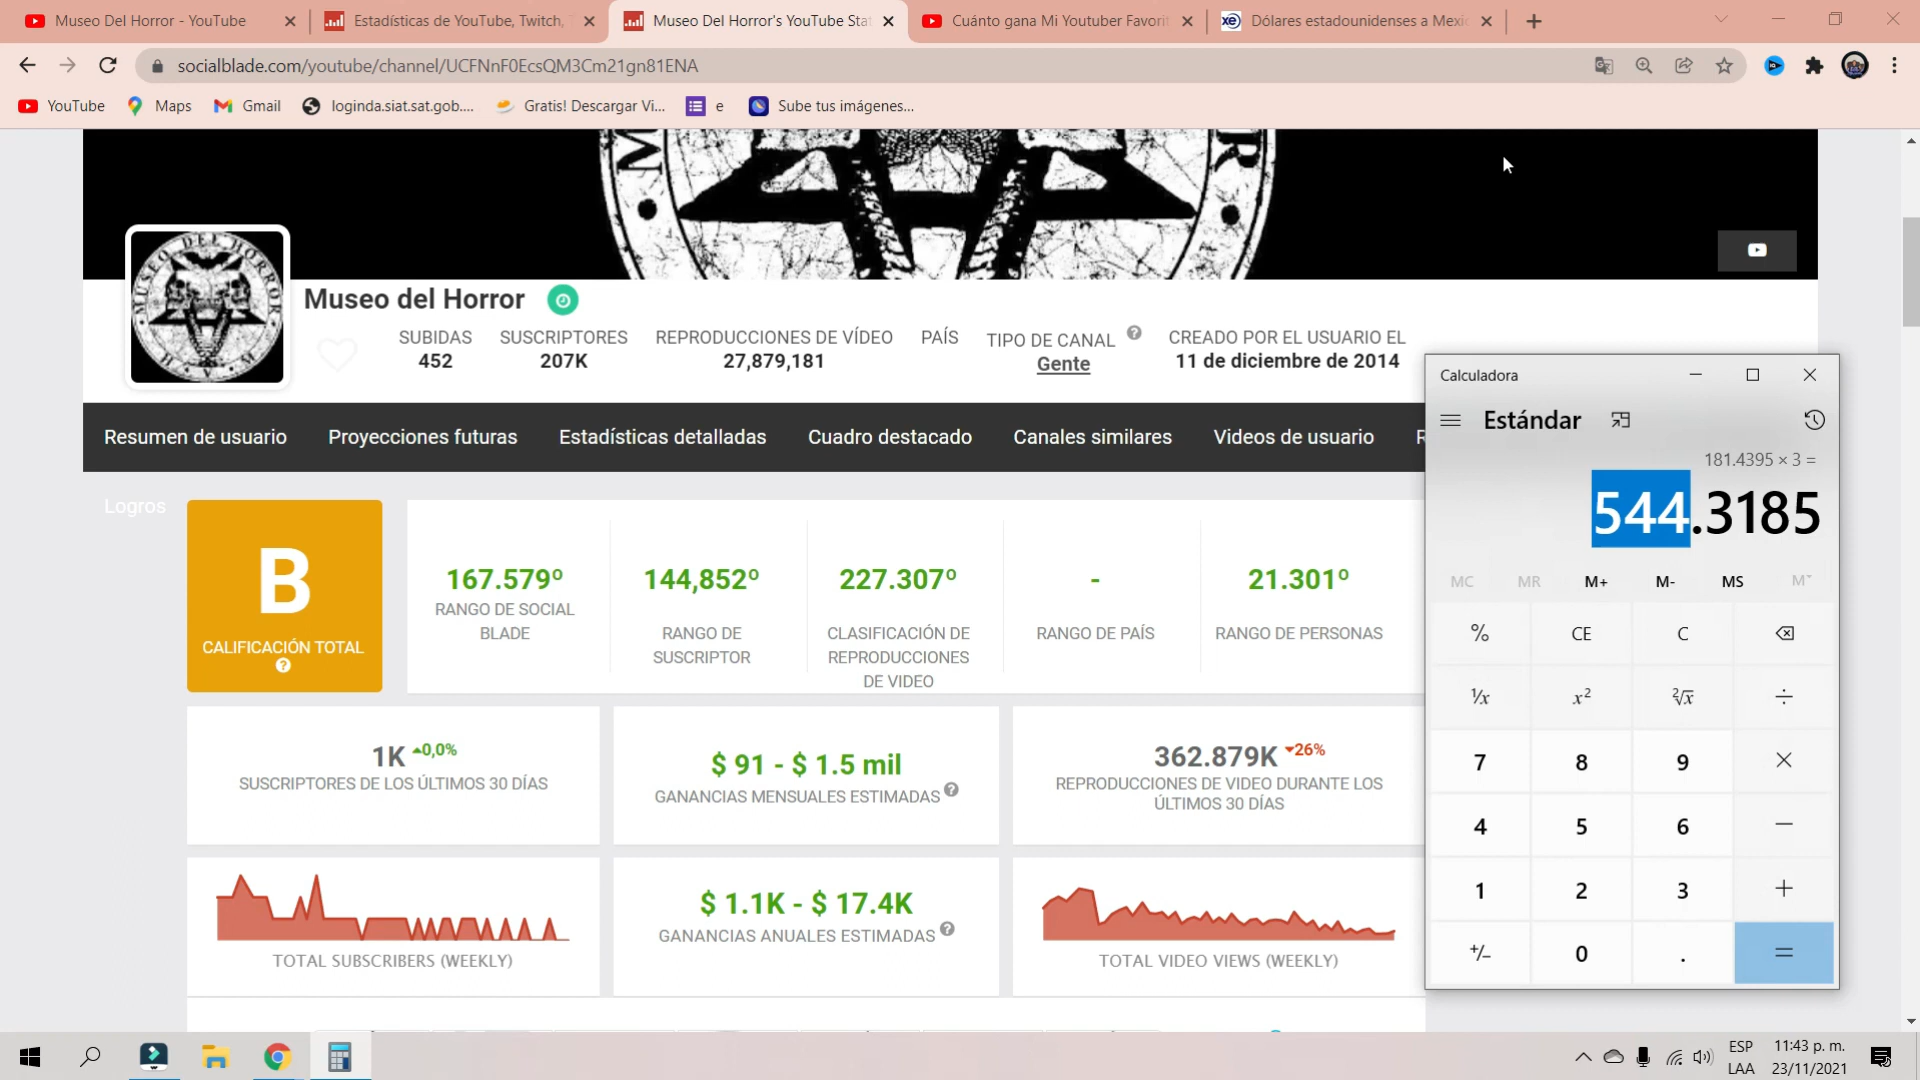 Museo Del Horror - YouTube
Estadísticas de YouTube, Twitch,
Museo Del Horror's YouTube Stat
Cuánto gana Mi Youtuber Favori
Dólares estadounidenses a Mexic
socialblade.com/youtube/channel/UCFNnF0EcsQM3Cm21gn81ENA
YouTube
Maps
Gmail
loginda.siat.sat.gob....
Gratis! Descargar Vi...
e
Sube tus imágenes...
MUSEO DEL HORROR
Museo del Horror
SUBIDAS
452
SUSCRIPTORES
207K
REPRODUCCIONES DE VÍDEO
27,879,181
PAÍS
TIPO DE CANAL
Gente
CREADO POR EL USUARIO EL
11 de diciembre de 2014
Resumen de usuario
Proyecciones futuras
Estadísticas detalladas
Cuadro destacado
Canales similares
Videos de usuario
Logros
B
CALIFICACIÓN TOTAL
167.579º
RANGO DE SOCIAL
BLADE
144,852º
RANGO DE
SUSCRIPTOR
227.307º
CLASIFICACIÓN DE
REPRODUCCIONES
DE VIDEO
-
RANGO DE PAÍS
21.301º
RANGO DE PERSONAS
1K 0,0%
SUSCRIPTORES DE LOS ÚLTIMOS 30 DÍAS
$ 91 - $ 1.5 mil
GANANCIAS MENSUALES ESTIMADAS
362.879K 26%
REPRODUCCIONES DE VIDEO DURANTE LOS
ÚLTIMOS 30 DÍAS
TOTAL SUBSCRIBERS (WEEKLY)
$ 1.1K - $ 17.4K
GANANCIAS ANUALES ESTIMADAS
TOTAL VIDEO VIEWS (WEEKLY)
Calculadora
Estándar
181.4395 × 3 =
544.3185
MC MR M+ M- MS M˅
% CE C
⅟x x² ²√x ÷
7 8 9 ×
4 5 6 −
1 2 3 +
+/− 0 . =
ESP
LAA
11:43 p. m.
23/11/2021